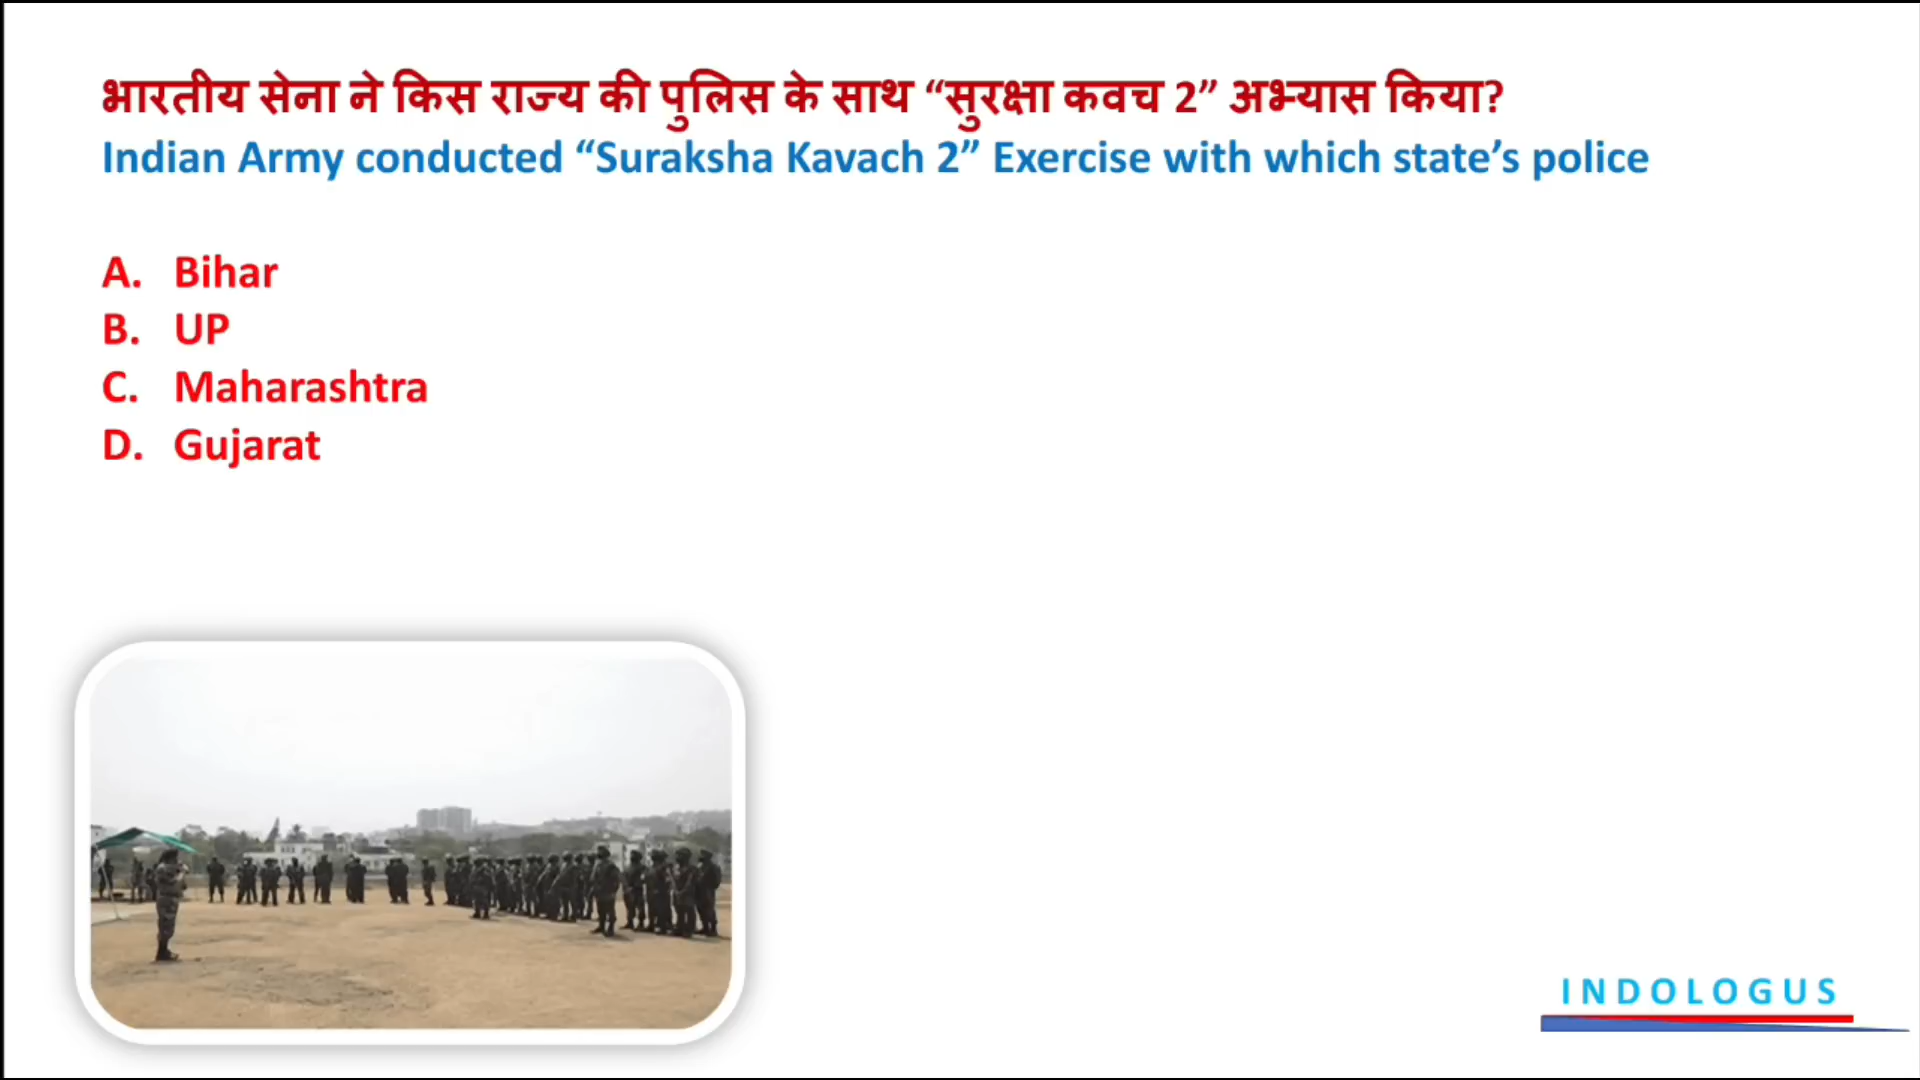 भारतीय सेना ने किस राज्य की पुलिस के साथ “सुरक्षा कवच 2” अभ्यास किया?
Indian Army conducted “Suraksha Kavach 2” Exercise with which state’s police
A. Bihar
B. UP
C. Maharashtra
D. Gujarat
INDOLOGUS